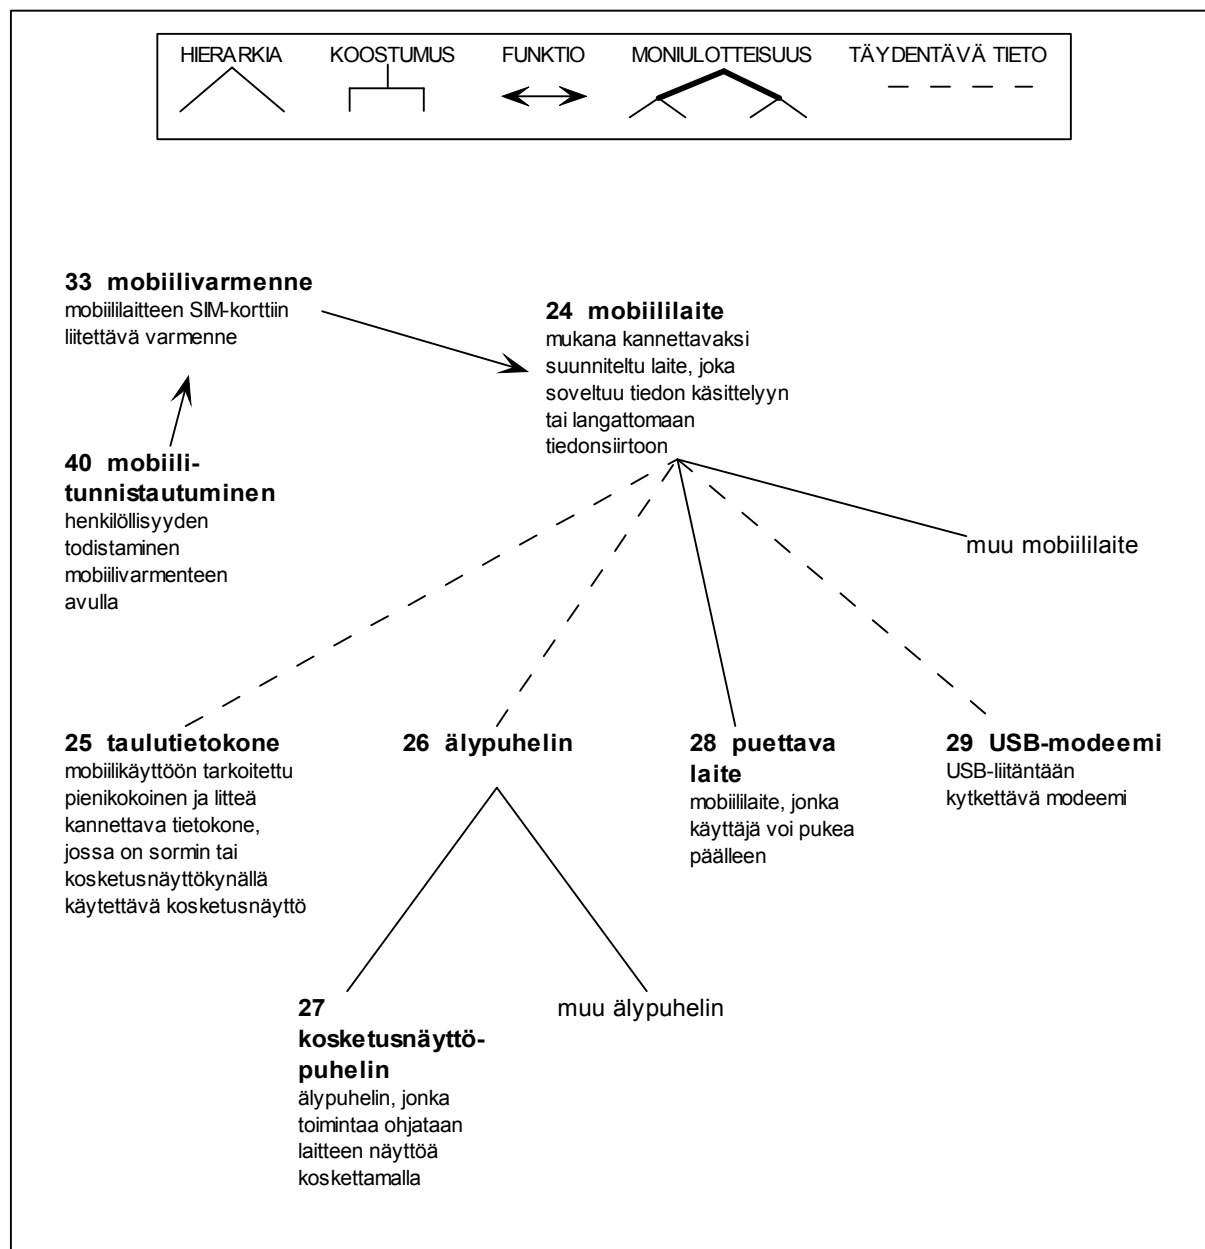 HIERARKIA KOOSTUMUS FUNKTIO MONIULOTTEISUUS TÄYDENTÄVÄ TIETO
33 mobiilivarmenne
mobiililaitteen SIM-korttiin
liitettävä varmenne
24 mobiililaite
mukana kannettavaksi
suunniteltu laite, joka
soveltuu tiedon käsittelyyn
tai langattomaan
tiedonsiirtoon
40 mobiili-
tunnistautuminen
henkilöllisyyden
todistaminen
mobiilivarmenteen
avulla
muu mobiililaite
25 taulutietokone
mobiilikäyttöön tarkoitettu
pienikokoinen ja litteä
kannettava tietokone,
jossa on sormin tai
kosketusnäyttökynällä
käytettävä kosketusnäyttö
26 älypuhelin
28 puettava
laite
mobiililaite, jonka
käyttäjä voi pukea
päälleen
29 USB-modeemi
USB-liitäntään
kytkettävä modeemi
27
kosketusnäyttö-
puhelin
älypuhelin, jonka
toimintaa ohjataan
laitteen näyttöä
koskettamalla
muu älypuhelin